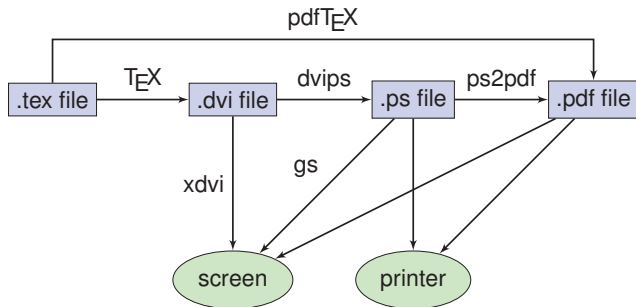 pdfTEX
TEX dvips ps2pdf
.tex file .dvi file .ps file .pdf file
xdvi gs
screen printer